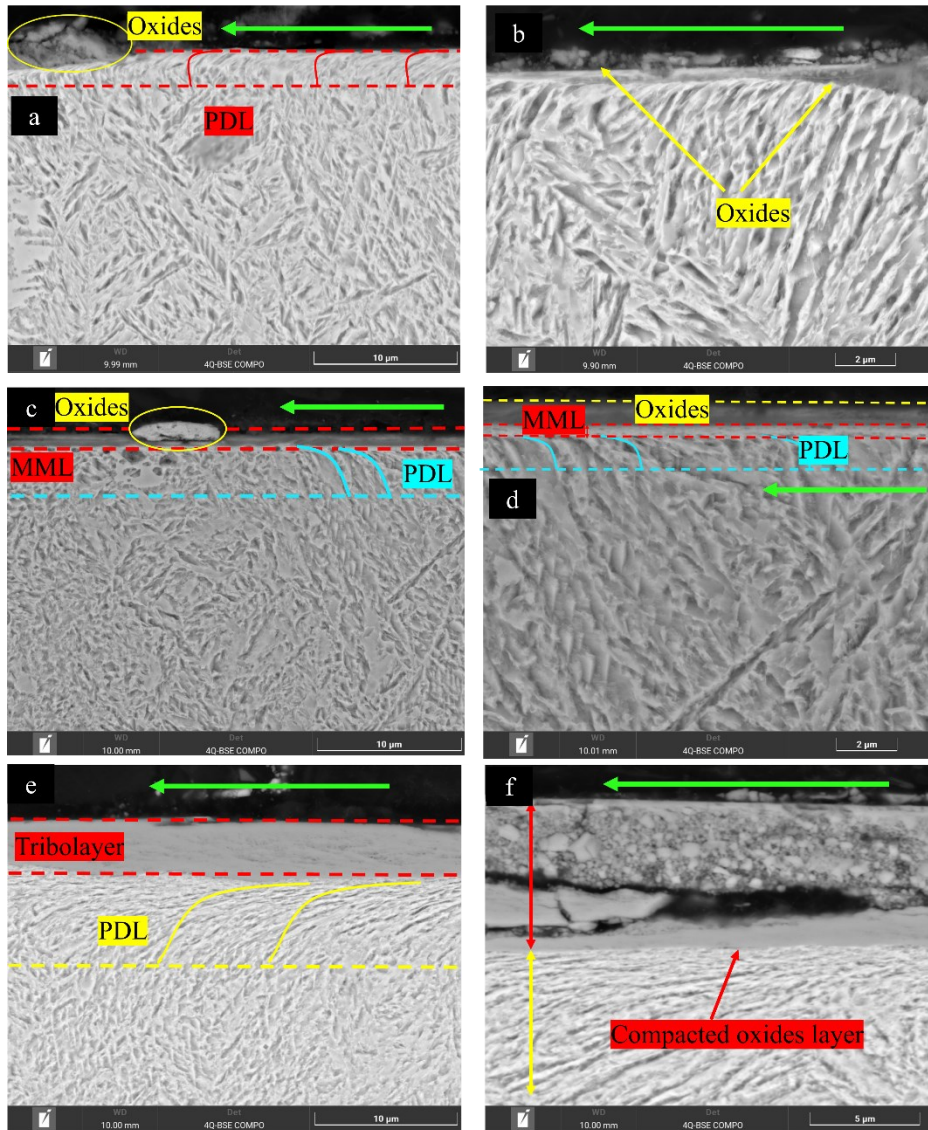 Oxides
a
PDL
WD
Det
9.99 mm
4Q-BSE COMPO
10 µm
b
Oxides
WD
Det
9.90 mm
4Q-BSE COMPO
2 µm
Oxides
c
MML
PDL
WD
Det
10.00 mm
4Q-BSE COMPO
10 µm
Oxides
MML
PDL
d
WD
Det
10.01 mm
4Q-BSE COMPO
2 µm
e
Tribolayer
PDL
WD
Det
10.00 mm
4Q-BSE COMPO
10 µm
f
Compacted oxides layer
WD
Det
10.00 mm
4Q-BSE COMPO
5 µm